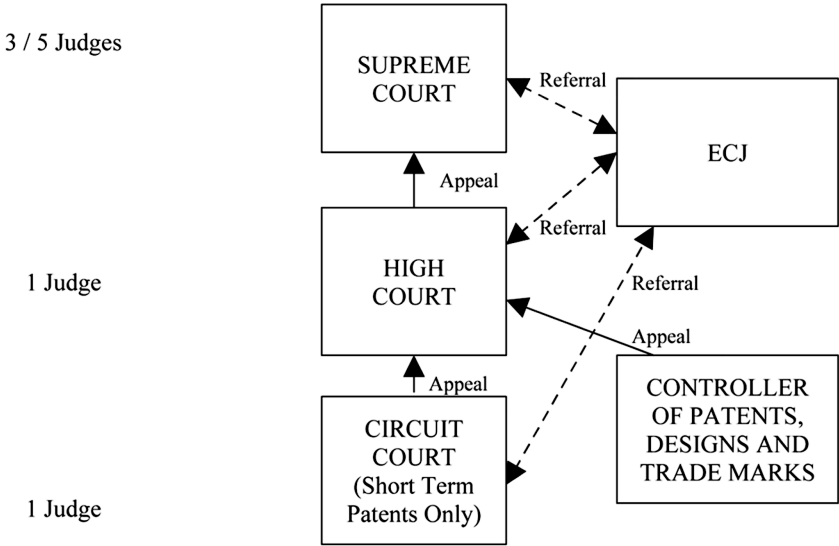 3 / 5 Judges
SUPREME
COURT
Referral
ECJ
Appeal
Referral
1 Judge
HIGH
COURT
Referral
Appeal
Appeal
CONTROLLER
OF PATENTS,
DESIGNS AND
TRADE MARKS
CIRCUIT
COURT
(Short Term
Patents Only)
1 Judge